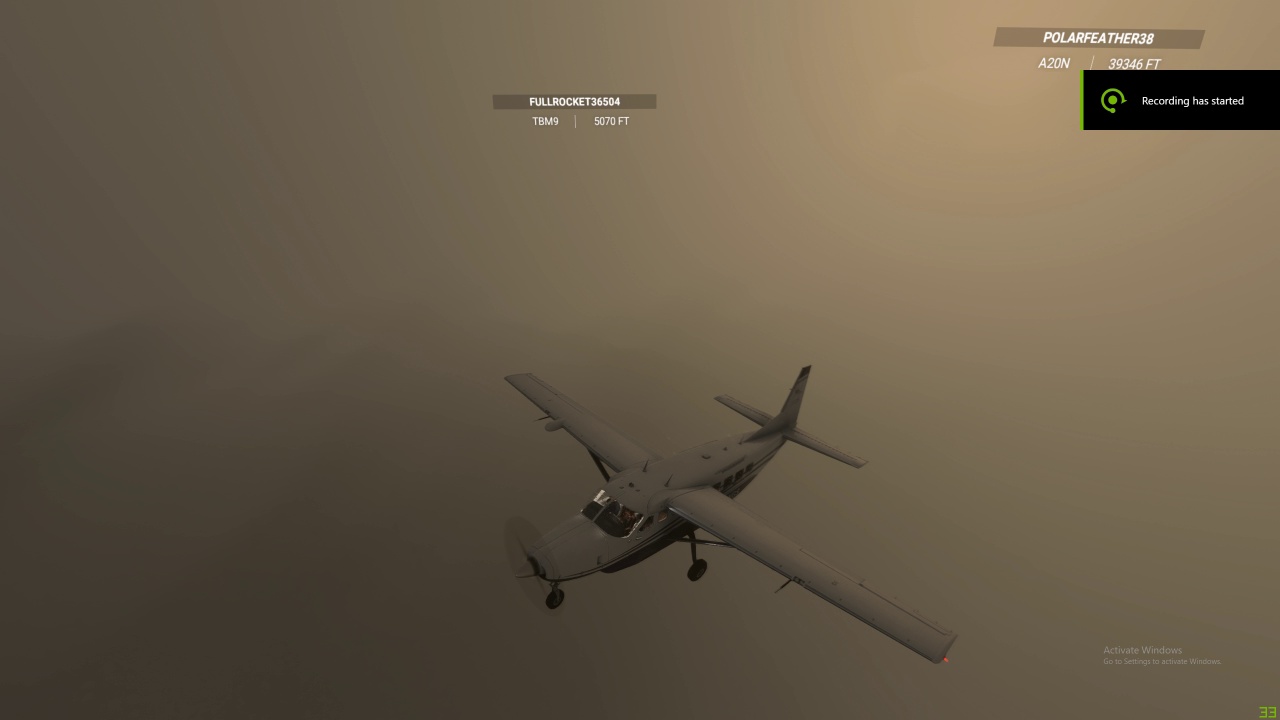 POLARFEATHER38
A20N | 39346 FT
Recording has started
FULLROCKET36504
TBM9 | 5070 FT
Activate Windows
Go to Settings to activate Windows.
33